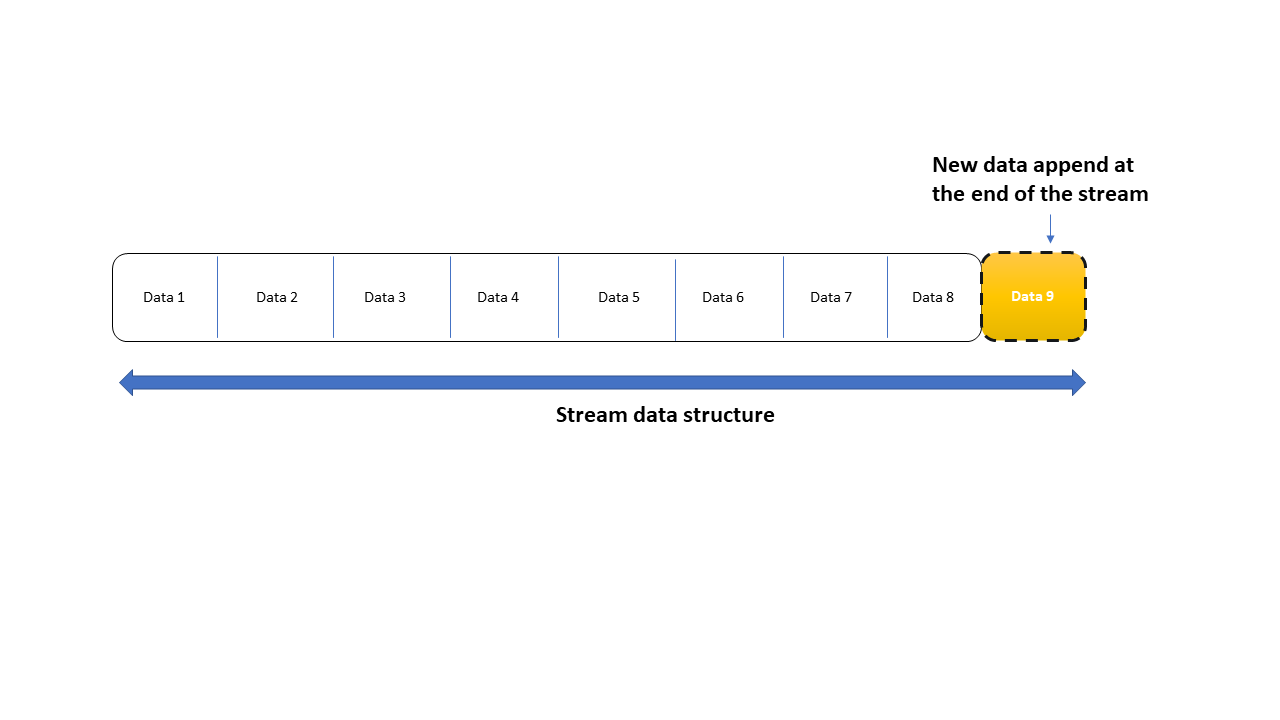 New data append at
the end of the stream
Data 1 Data 2 Data 3 Data 4 Data 5 Data 6 Data 7 Data 8 Data 9
Stream data structure